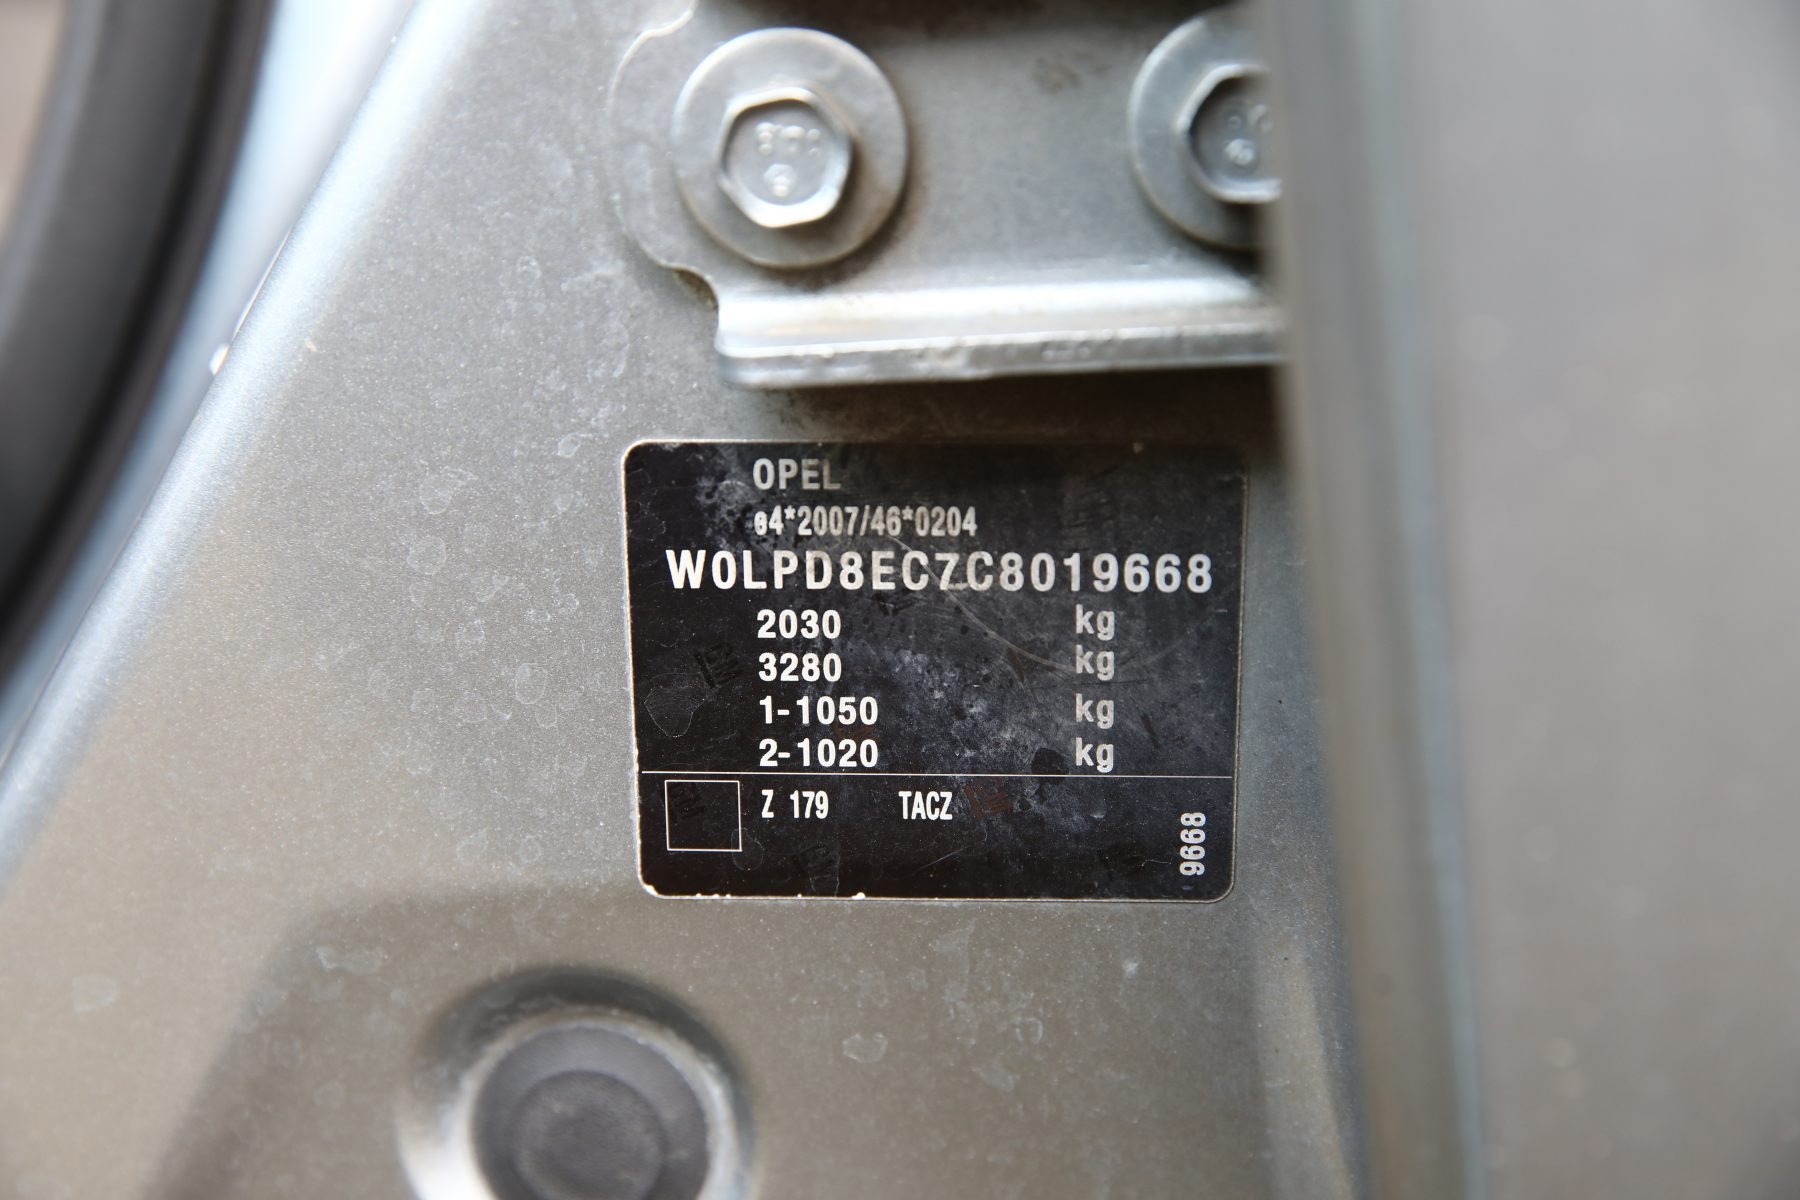 OPEL
e4*2007/46*0204
W0LPD8EC7C8019668
2030 kg
3280 kg
1-1050 kg
2-1020 kg
Z 179 TACZ
9668